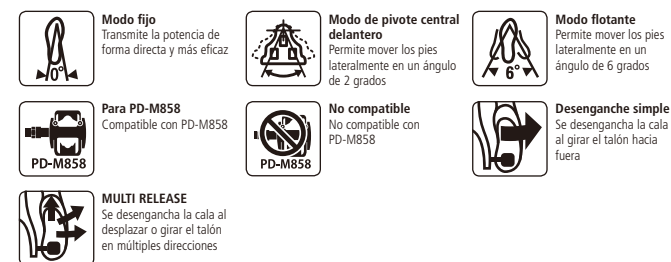 0°
Modo fijo
Transmite la potencia de
forma directa y más eficaz
Modo de pivote central
delantero
Permite mover los pies
lateralmente en un ángulo
de 2 grados
6°
Modo flotante
Permite mover los pies
lateralmente en un
ángulo de 6 grados
PD-M858
Para PD-M858
Compatible con PD-M858
PD-M858
No compatible
No compatible con
PD-M858
Desenganche simple
Se desengancha la cala
al girar el talón hacia
fuera
MULTI RELEASE
Se desengancha la cala al
desplazar o girar el talón
en múltiples direcciones